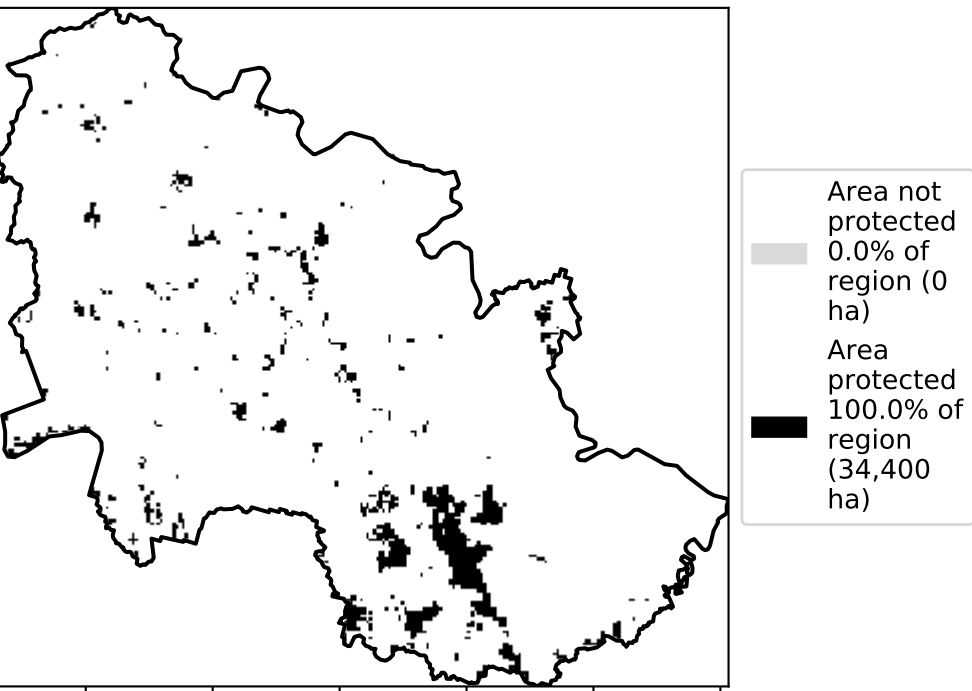 Area not
protected
0.0% of
region (0
ha)
Area
protected
100.0% of
region
(34,400
ha)